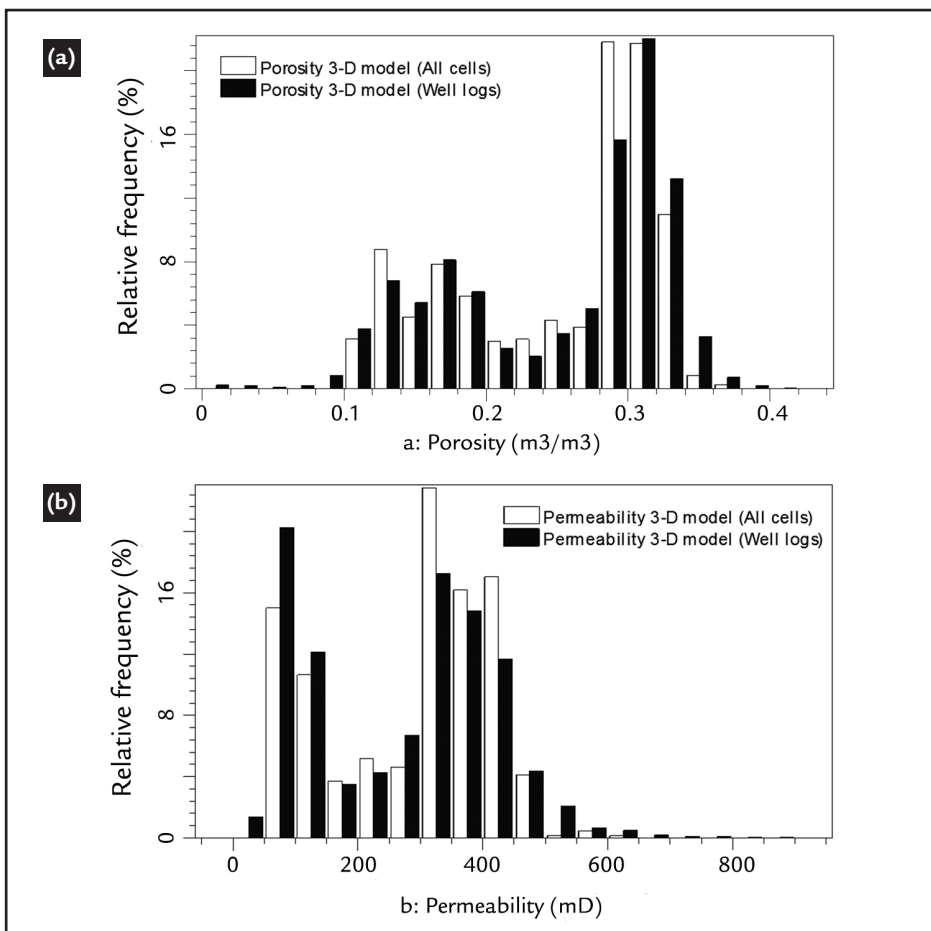 (a)
Porosity 3-D model (All cells)
Porosity 3-D model (Well logs)
Relative frequency (%)
16
8
0
0 0.1 0.2 0.3 0.4
a: Porosity (m3/m3)
(b)
Permeability 3-D model (All cells)
Permeability 3-D model (Well logs)
Relative frequency (%)
16
8
0
0 200 400 600 800
b: Permeability (mD)